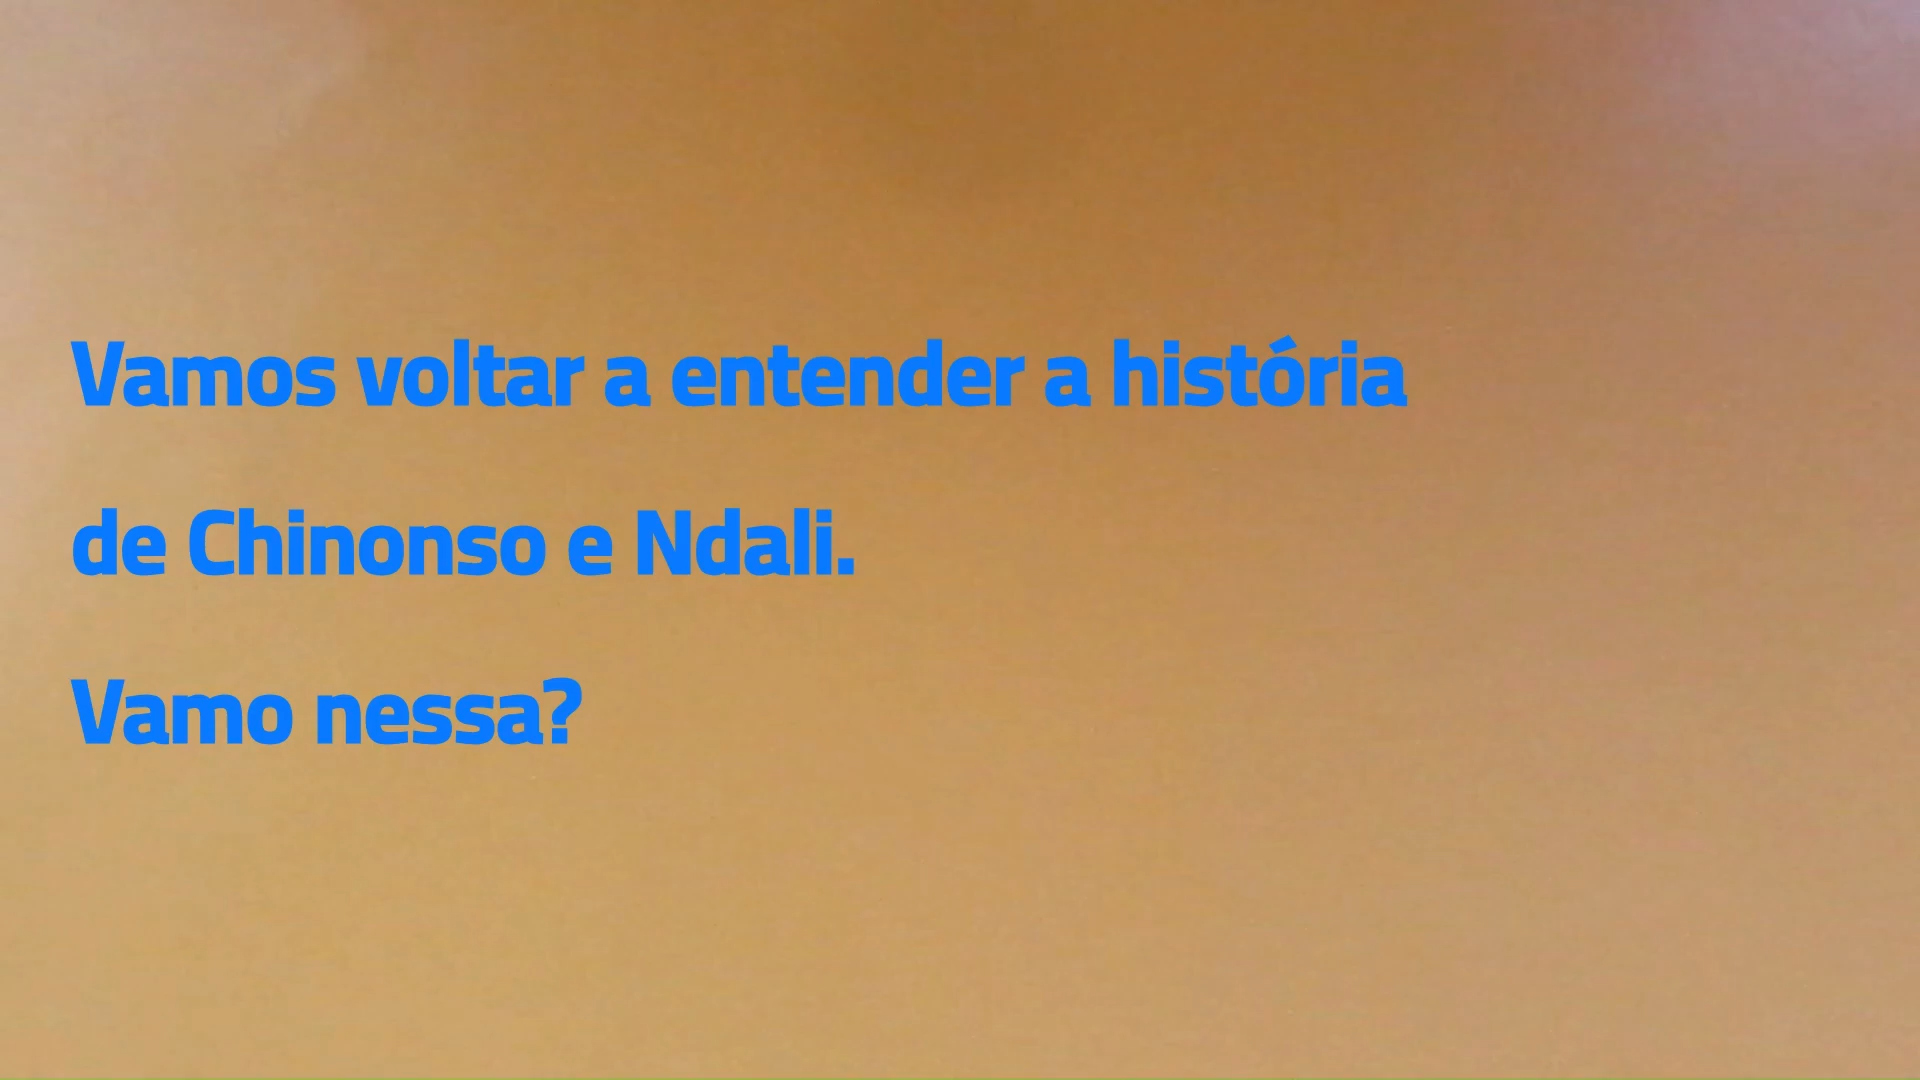 Vamos voltar a entender a história
de Chinonso e Ndali.
Vamo nessa?